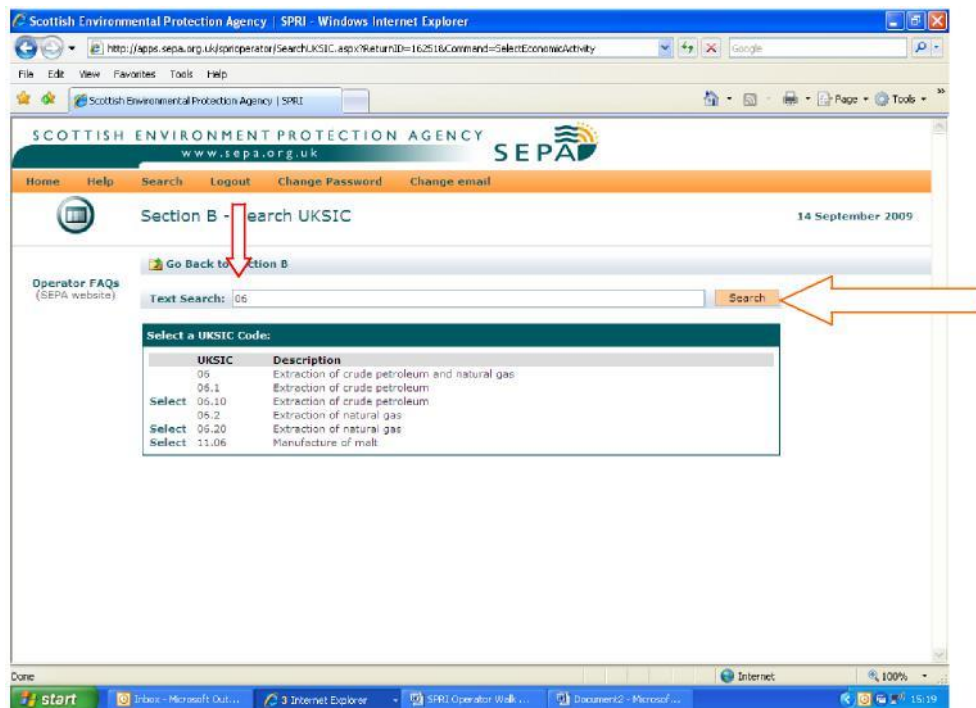 Scottish Environmental Protection Agency | SPRI - Windows Internet Explorer
http://apps.sepa.org.uk/sprioperator/SearchUKSIC.aspx?ReturnID=16251&Command=SelectEconomicActivity
Google
File Edit View Favorites Tools Help
Scottish Environmental Protection Agency | SPRI
Page Tools
SCOTTISH ENVIRONMENT PROTECTION AGENCY
www.sepa.org.uk
SEPA
Home Help Search Logout Change Password Change email
Section B - earch UKSIC
14 September 2009
Go Back to ction B
Operator FAQs
(SEPA website)
Text Search: 06 Search
Select a UKSIC Code:
UKSIC Description
06 Extraction of crude petroleum and natural gas
06.1 Extraction of crude petroleum
Select 06.10 Extraction of crude petroleum
06.2 Extraction of natural gas
Select 06.20 Extraction of natural gas
Select 11.06 Manufacture of malt
Done
Internet 100%
start Inbox - Microsoft Out... 3 Internet Explorer SPRI Operator Walk ... Document2 - Microsof... 15:19